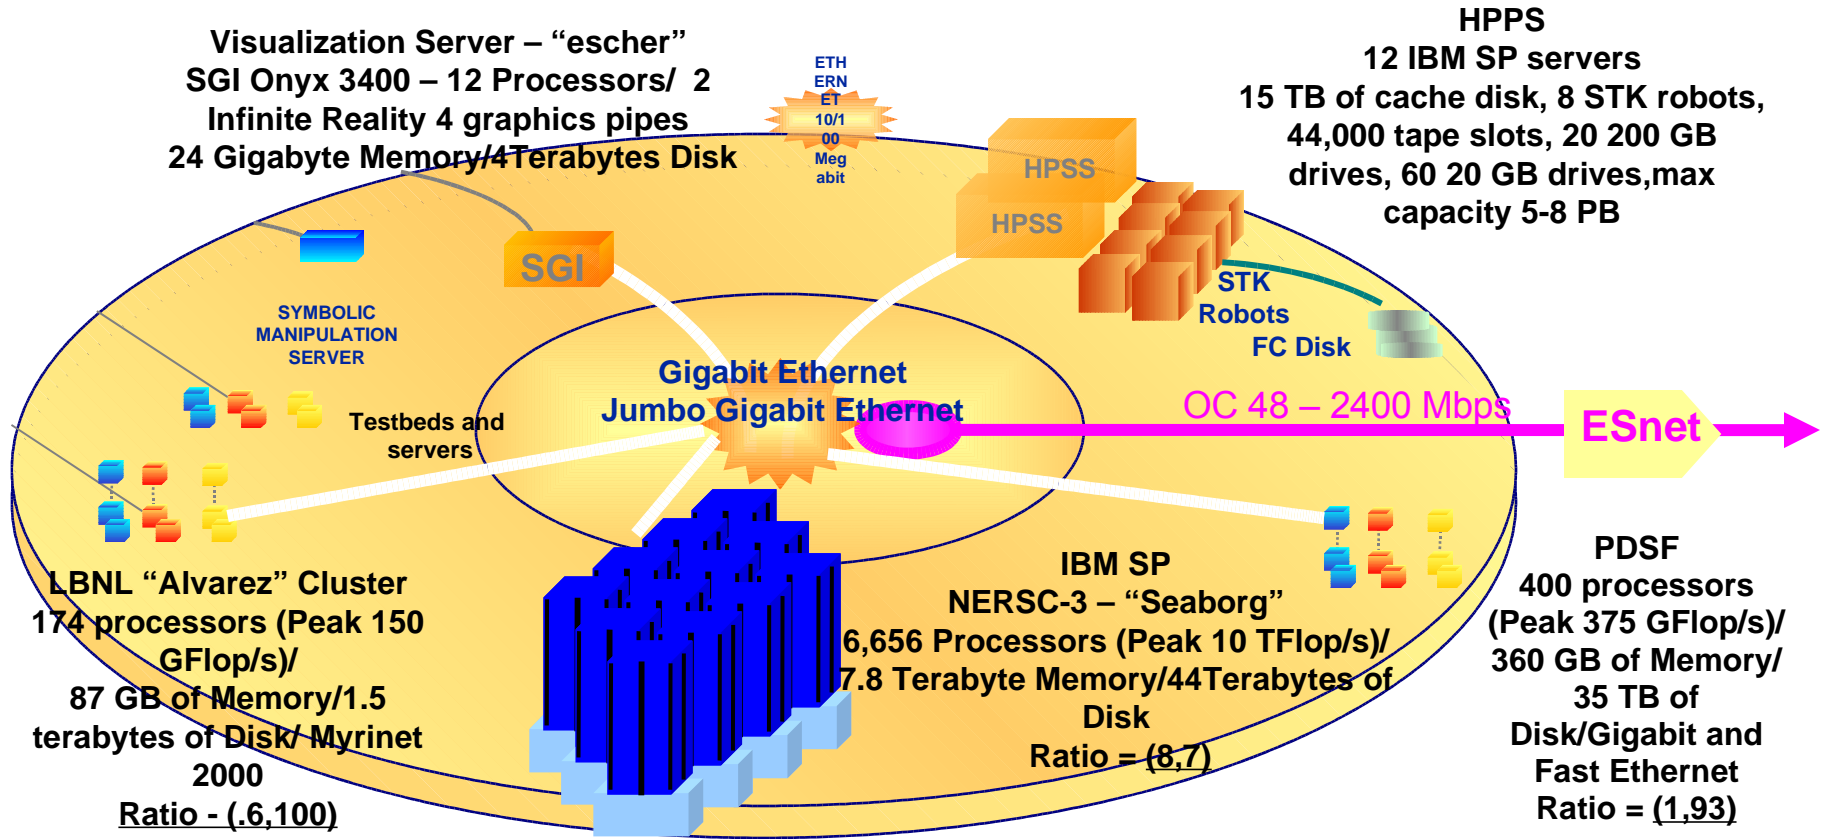 Visualization Server – “escher”
SGI Onyx 3400 – 12 Processors/ 2
Infinite Reality 4 graphics pipes
24 Gigabyte Memory/4Terabytes Disk
ETH
ERN
ET
10/1
00
Meg
abit
HPPS
12 IBM SP servers
15 TB of cache disk, 8 STK robots,
44,000 tape slots, 20 200 GB
drives, 60 20 GB drives,max
capacity 5-8 PB
HPSS
HPSS
SGI
STK
Robots
FC Disk
SYMBOLIC
MANIPULATION
SERVER
Gigabit Ethernet
Jumbo Gigabit Ethernet
OC 48 – 2400 Mbps
ESnet
Testbeds and
servers
LBNL “Alvarez” Cluster
174 processors (Peak 150
GFlop/s)/
87 GB of Memory/1.5
terabytes of Disk/ Myrinet
2000
Ratio - (.6,100)
IBM SP
NERSC-3 – “Seaborg”
6,656 Processors (Peak 10 TFlop/s)/
7.8 Terabyte Memory/44Terabytes of
Disk
Ratio = (8,7)
PDSF
400 processors
(Peak 375 GFlop/s)/
360 GB of Memory/
35 TB of
Disk/Gigabit and
Fast Ethernet
Ratio = (1,93)